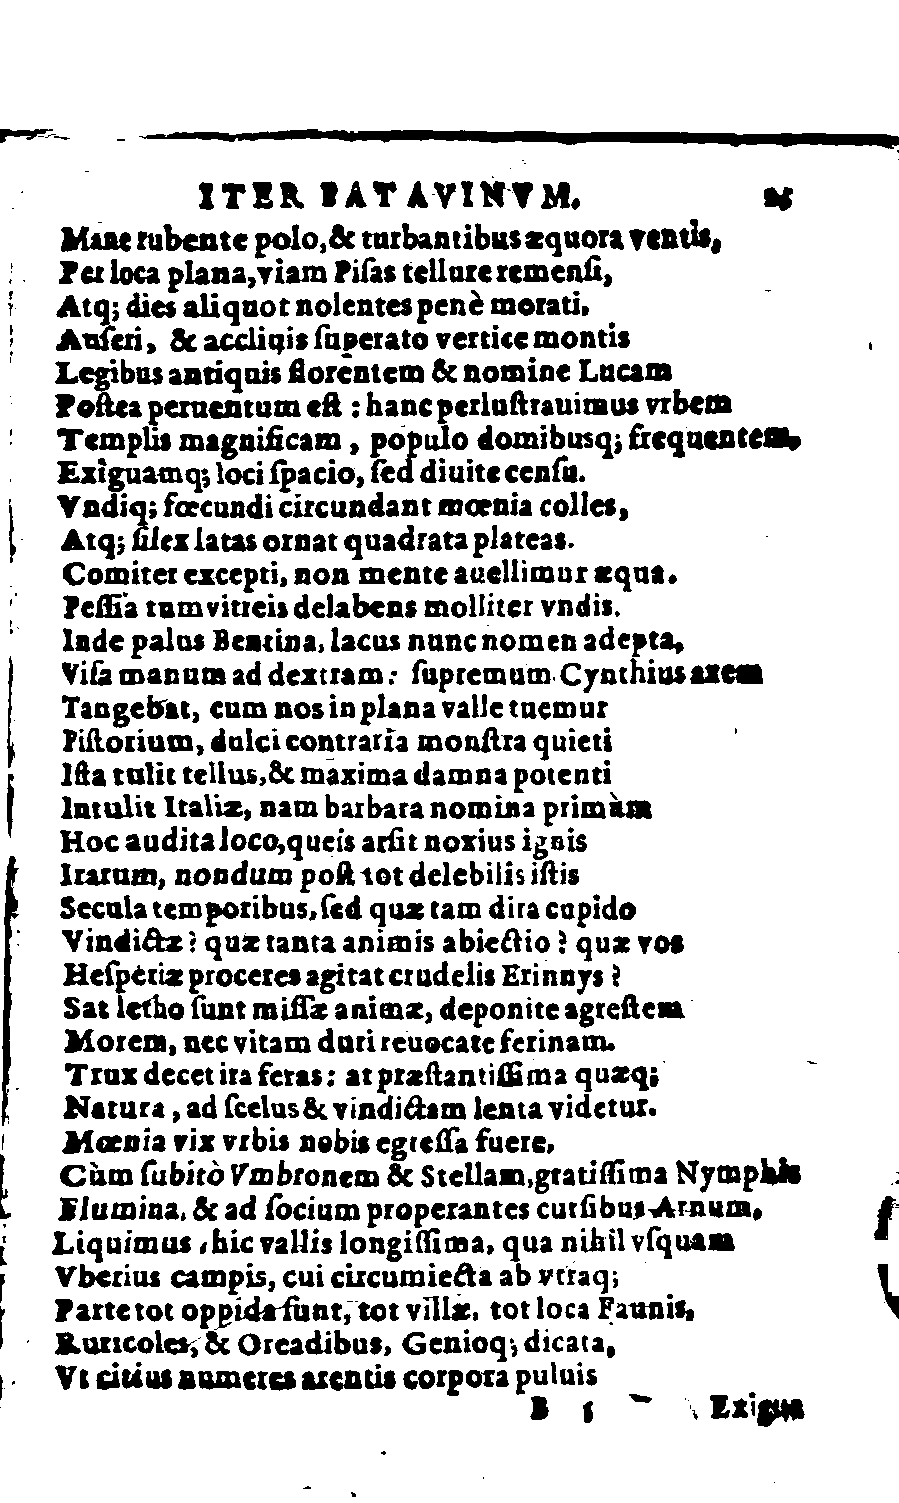 ITER PATAVINVM. 25
Mane rubente polo,& turbantibus æquora ventis,
Per loca plana,viam Pisas tellure remensi,
Atq; dies aliquot nolentes penè morati,
Auseri, & accliuis superato vertice montis
Legibus antiquis florentem & nomine Lucam
Postea peruentum est : hanc perlustrauimus vrbem
Templis magnificam , populo domibusq; frequentem,
Exiguamq; loci spacio, sed diuite censu.
Vndiq; fœcundi circundant mœnia colles,
Atq; silex latas ornat quadrata plateas.
Comiter excepti, non mente auellimur æqua.
Pessia tum vitreis delabens molliter vndis.
Inde palus Bentina, lacus nunc nomen adepta,
Visa manum ad dextram: supremum Cynthius axem
Tangebat, cum nos in plana valle tuemur
Pistorium, dulci contraria monstra quieti
Ista tulit tellus,& maxima damna potenti
Intulit Italiæ, nam barbara nomina primùm
Hoc audita loco,queis arsit noxius ignis
Irarum, nondum post tot delebilis istis
Secula temporibus,sed quæ tam dira cupido
Vindictæ? quæ tanta animis abiectio? quæ vos
Hesperiæ proceres agitat crudelis Erinnys?
Sat letho sunt missæ animæ, deponite agrestem
Morem, nec vitam duri reuocate ferinam.
Trux decet ira feras: at præstantissima quæq;
Natura , ad scelus & vindictam lenta videtur.
Mœnia vix vrbis nobis egressa fuere,
Cùm subitò Vmbronem & Stellam,gratissima Nymphis
Flumina, & ad socium properantes cursibus Arnum,
Liquimus , hic vallis longissima, qua nihil vsquam
Vberius campis, cui circumiecta ab vtraq;
Parte tot oppida sunt, tot villæ, tot loca Faunis,
Ruricoles, & Oreadibus, Genioq; dicata,
Vt citius numeres arentis corpora puluis
B 5 Exigua